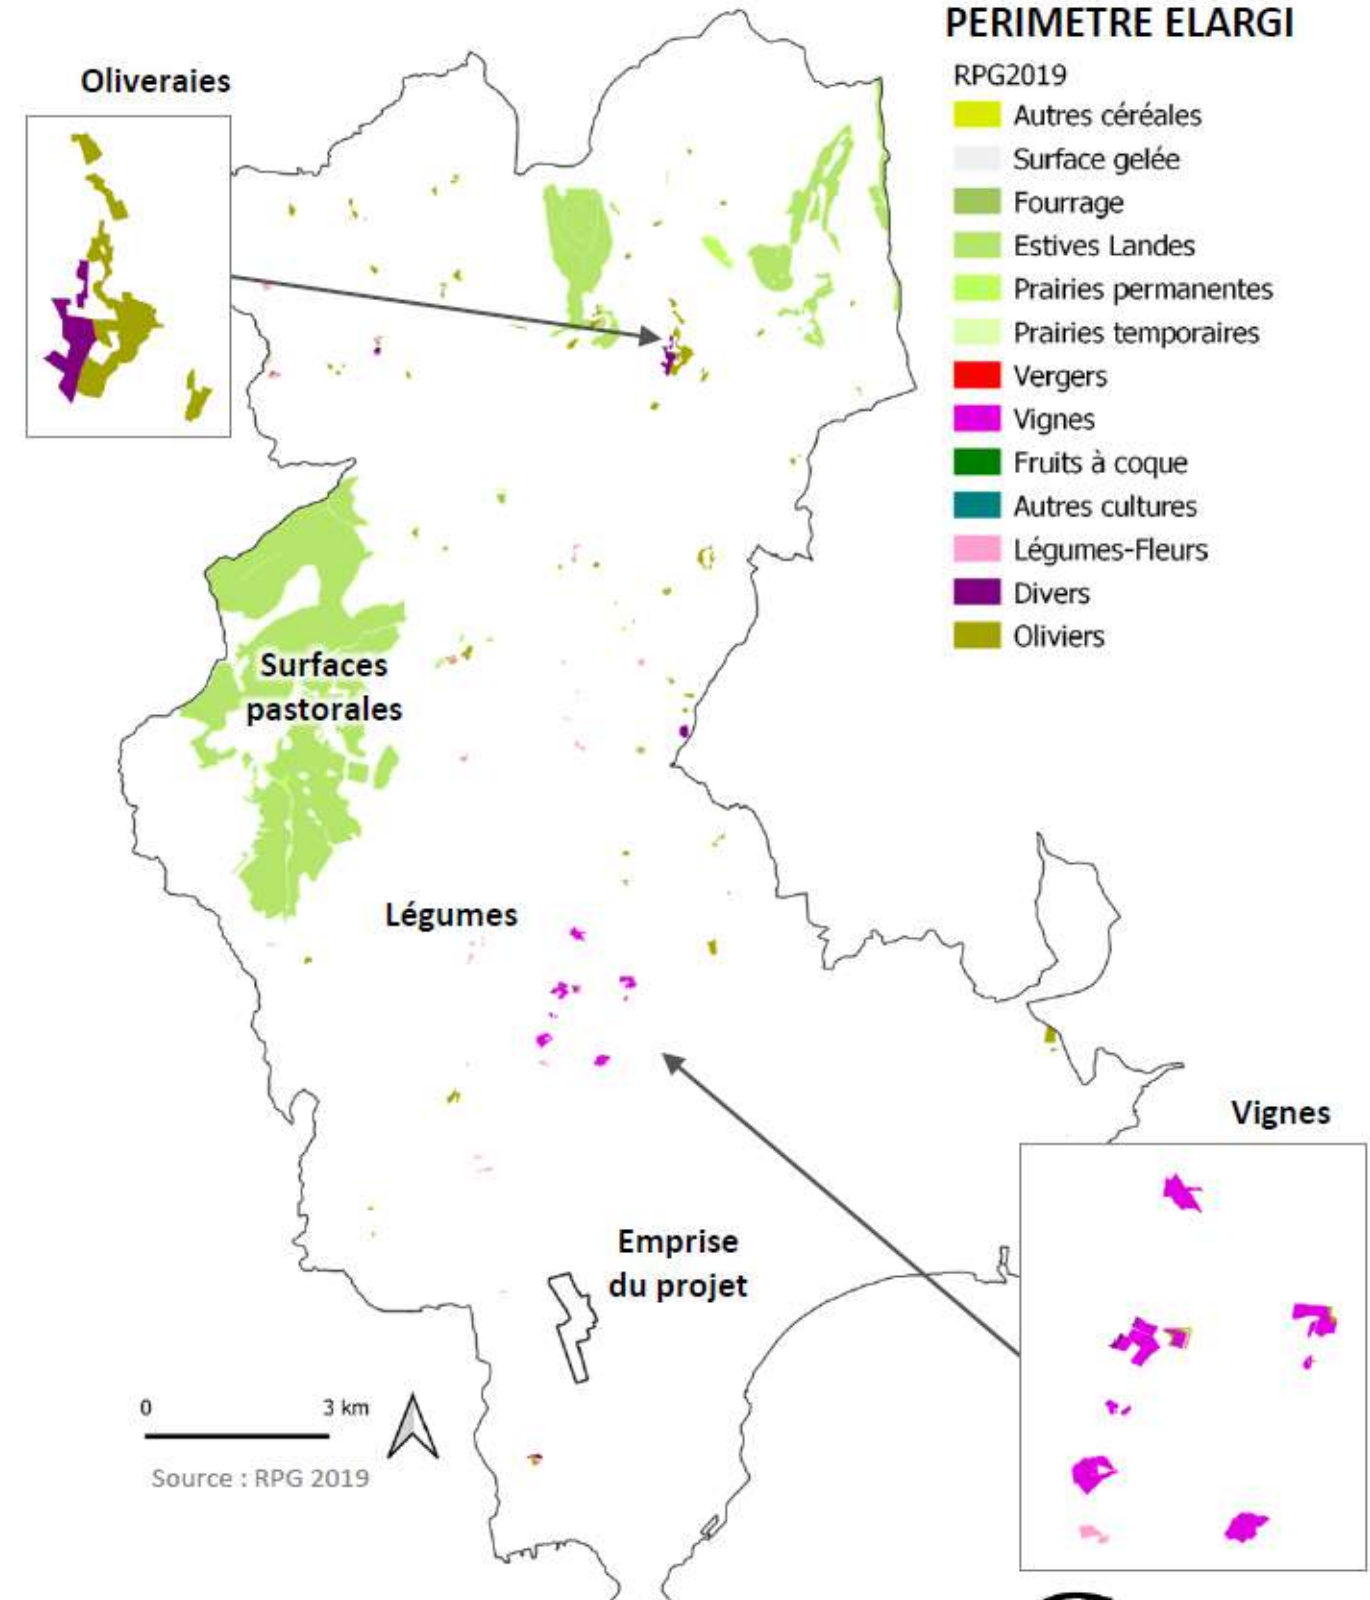 PERIMETRE ELARGI
RPG2019
Autres céréales
Surface gelée
Fourrage
Estives Landes
Prairies permanentes
Prairies temporaires
Vergers
Vignes
Fruits à coque
Autres cultures
Légumes-Fleurs
Divers
Oliviers
Oliveraies
Surfaces
pastorales
Légumes
Vignes
Emprise
du projet
0 3 km
Source : RPG 2019